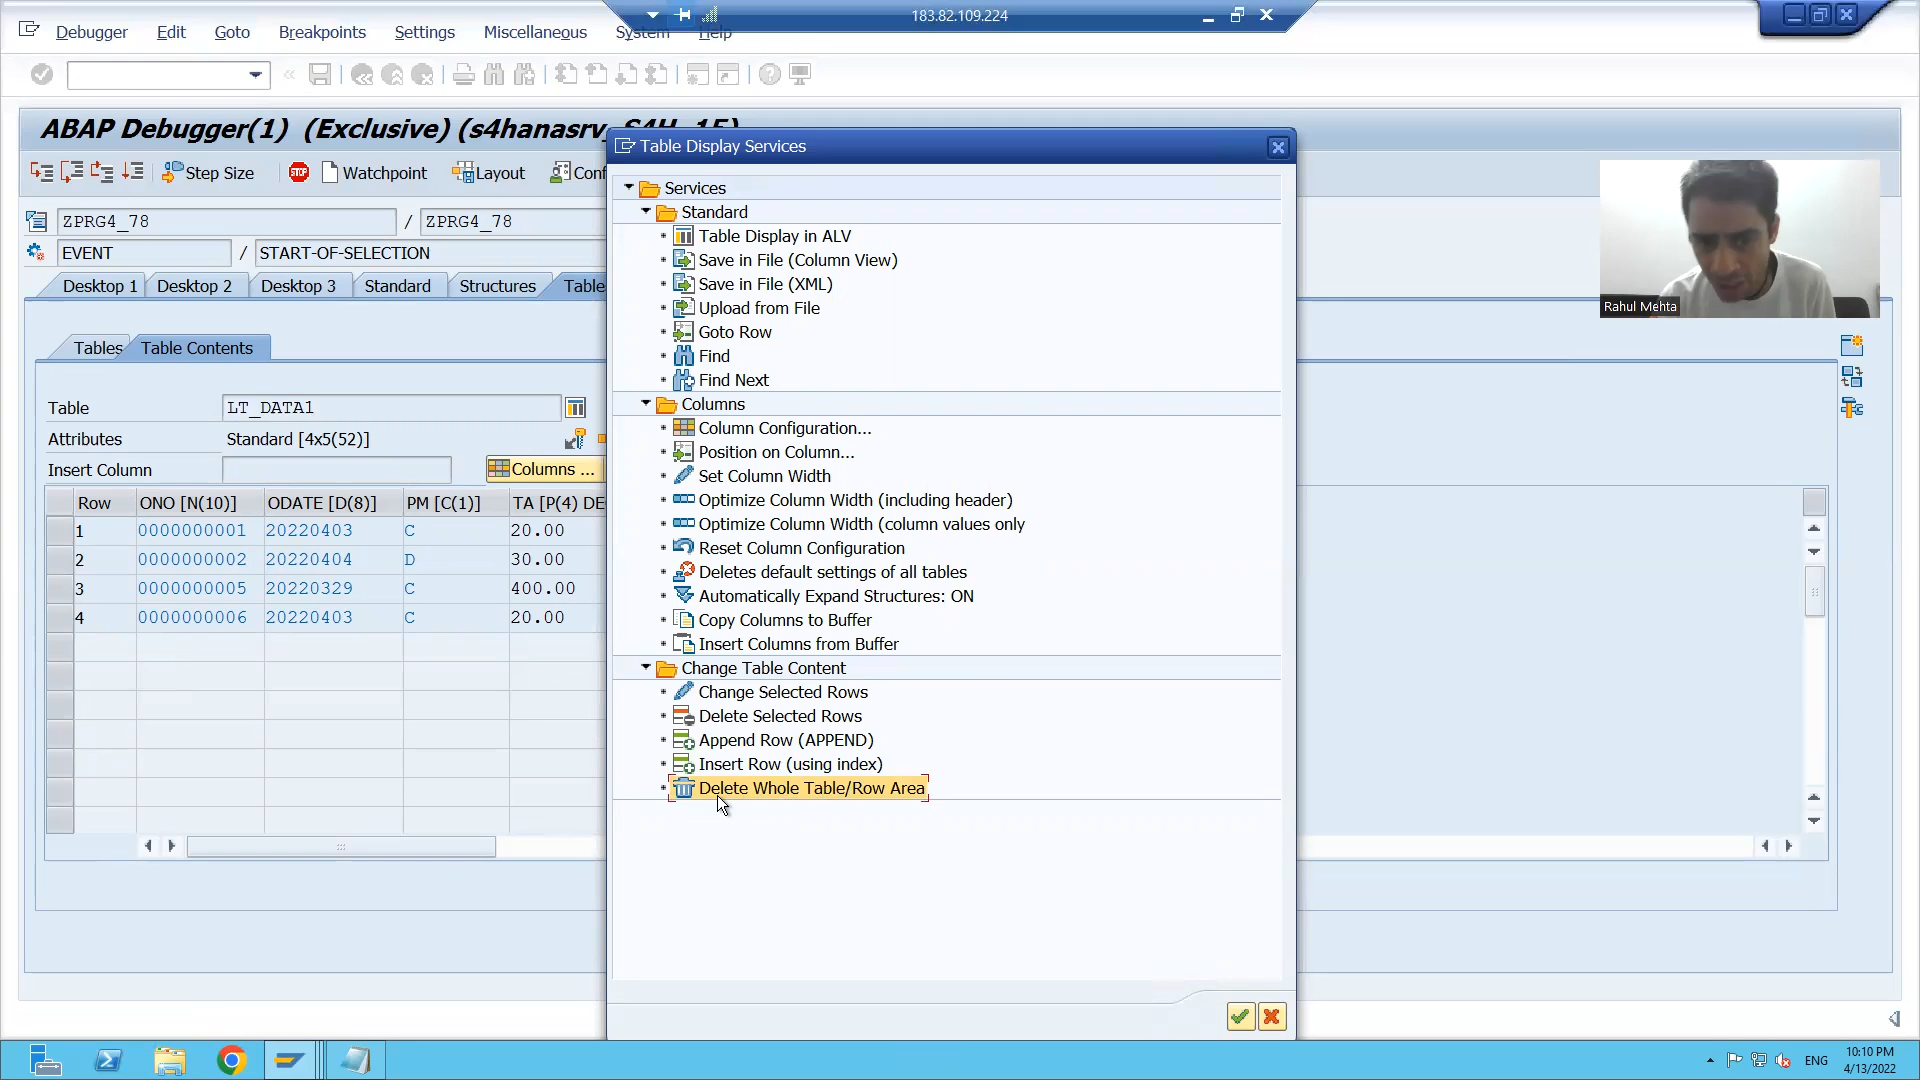 183.82.109.224
Debugger Edit Goto Breakpoints Settings Miscellaneous System Help
ABAP Debugger(1) (Exclusive) (s4hanasrv_S4H_15)
Step Size STOP Watchpoint Layout Conf
ZPRG4_78 / ZPRG4_78
EVENT / START-OF-SELECTION
Desktop 1 Desktop 2 Desktop 3 Standard Structures Table
Tables Table Contents
Table LT_DATA1
Attributes Standard [4x5(52)]
Insert Column Columns ...
Row ONO [N(10)] ODATE [D(8)] PM [C(1)] TA [P(4) DE
1 0000000001 20220403 C 20.00
2 0000000002 20220404 D 30.00
3 0000000005 20220329 C 400.00
4 0000000006 20220403 C 20.00
Table Display Services
Services
Standard
Table Display in ALV
Save in File (Column View)
Save in File (XML)
Upload from File
Goto Row
Find
Find Next
Columns
Column Configuration...
Position on Column...
Set Column Width
Optimize Column Width (including header)
Optimize Column Width (column values only
Reset Column Configuration
Deletes default settings of all tables
Automatically Expand Structures: ON
Copy Columns to Buffer
Insert Columns from Buffer
Change Table Content
Change Selected Rows
Delete Selected Rows
Append Row (APPEND)
Insert Row (using index)
Delete Whole Table/Row Area
Rahul Mehta
ENG
10:10 PM
4/13/2022